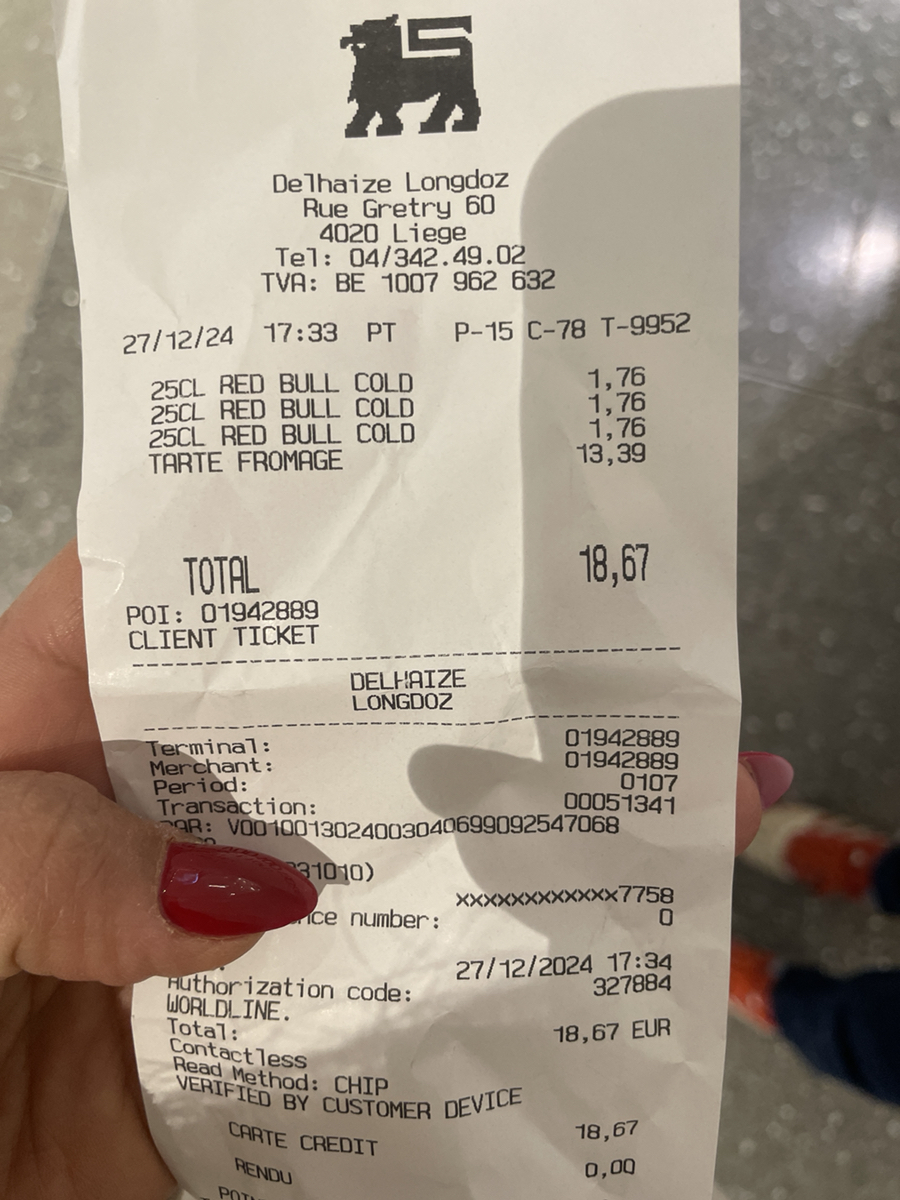 Delhaize Longdoz
Rue Gretry 60
4020 Liege
Tel: 04/342.49.02
TVA: BE 1007 962 632
27/12/24 17:33 PT P-15 C-78 T-9952
25CL RED BULL COLD 1,76
25CL RED BULL COLD 1,76
25CL RED BULL COLD 1,76
TARTE FROMAGE 13,39
TOTAL 18,67
POI: 01942889
CLIENT TICKET
DELHAIZE
LONGDOZ
Terminal: 01942889
Merchant: 01942889
Period: 0107
Transaction: 00051341
PAR: V0010013024003040699092547068
31010)
xxxxxxxxxxxx7758
number: 0
27/12/2024 17:34
Authorization code: 327884
WORLDLINE.
Total: 18,67 EUR
Contactless
Read Method: CHIP
VERIFIED BY CUSTOMER DEVICE
CARTE CREDIT 18,67
RENDU 0,00